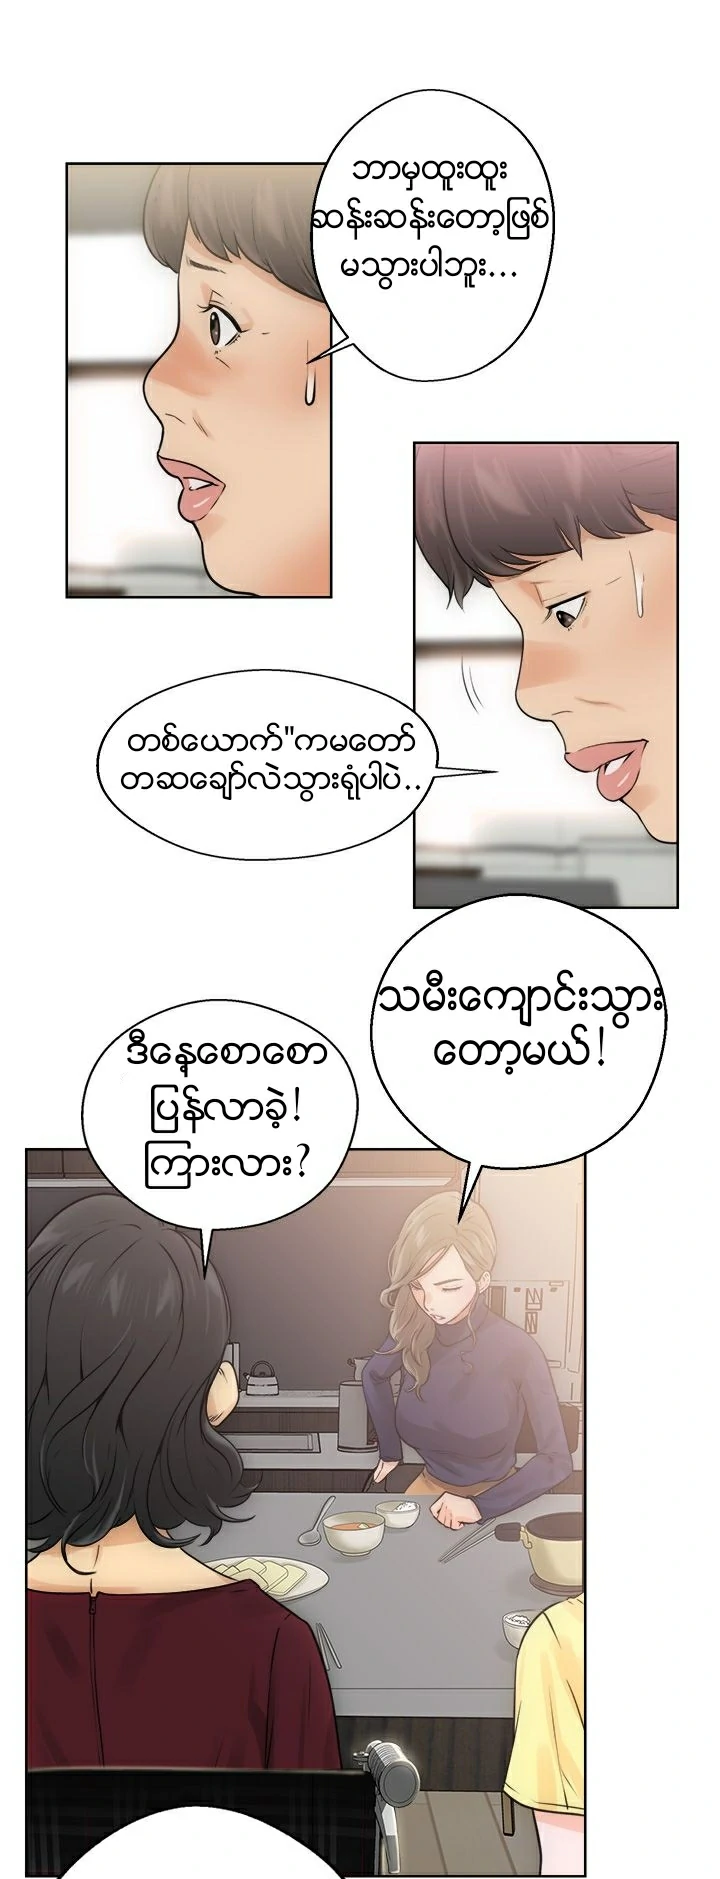 ဘာမှထူးထူး
ဆန်းဆန်းတော့ဖြစ်
မသွားပါဘူး...
တစ်ယောက်"ကမတော်
တဆချော်လဲသွားရုံပါပဲ..
သမီးကျောင်းသွား
တော့မယ်!
ဒီနေ့စောစော
ပြန်လာခဲ့!
ကြားလား?